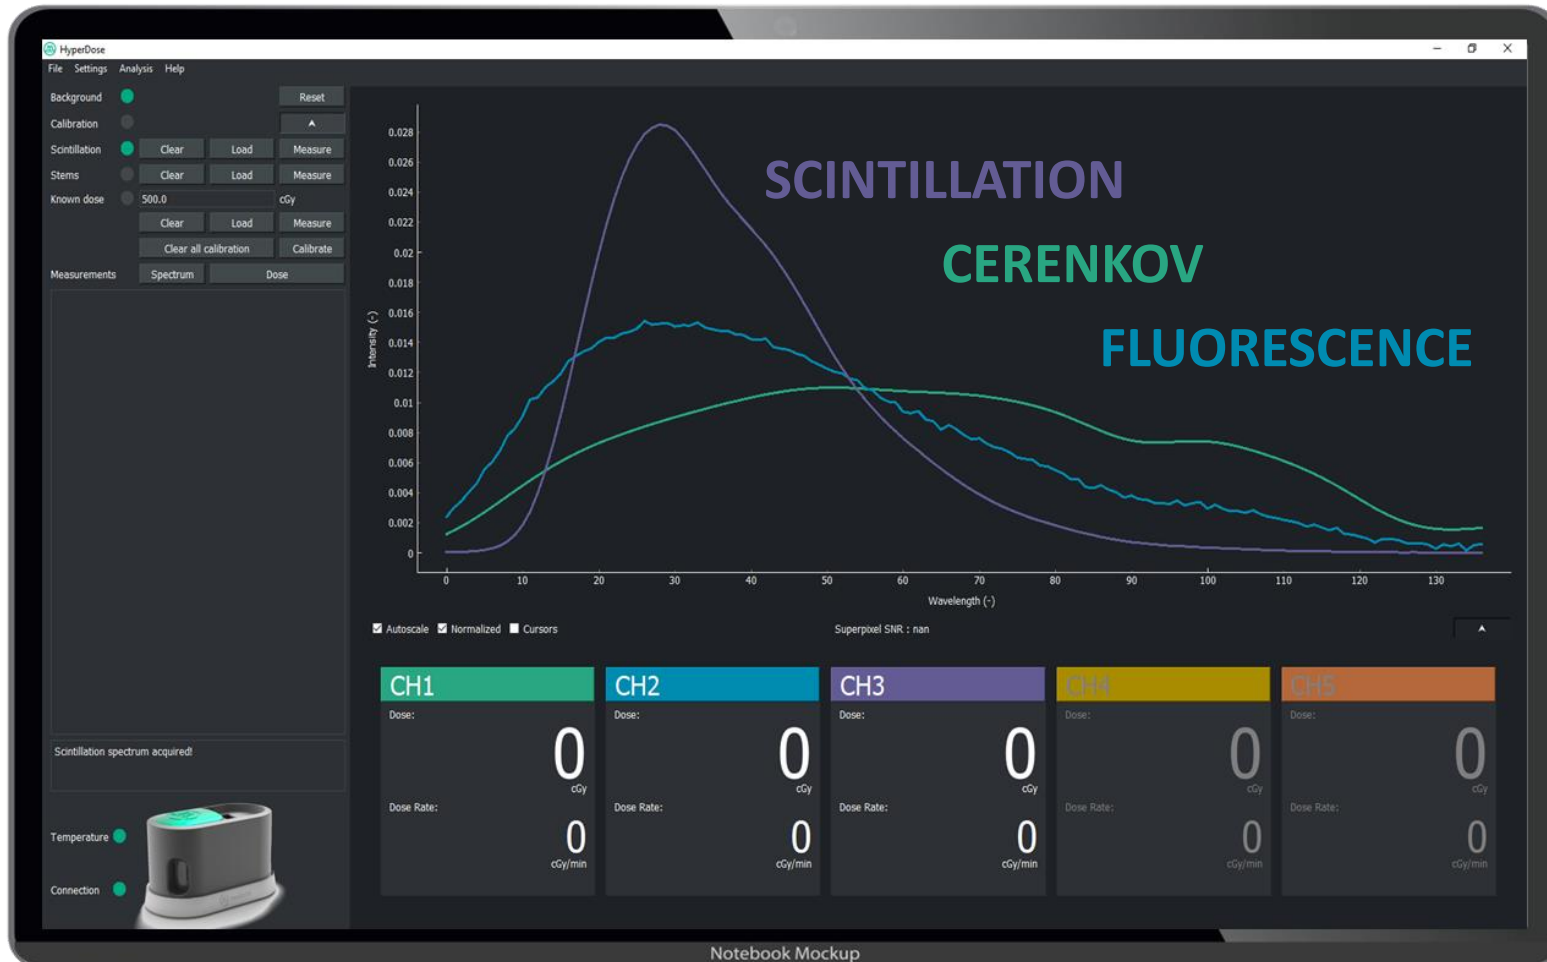 HyperDose
File Settings Analysis Help
Background Reset
Calibration
Scintillation Clear Load Measure
Stems Clear Load Measure
Known dose 500.0 cGy
Clear Load Measure
Clear all calibration Calibrate
Measurements Spectrum Dose
Scintillation spectrum acquired!
Temperature
Connection
SCINTILLATION
CERENKOV
FLUORESCENCE
Intensity (-)
0.028
0.026
0.024
0.022
0.02
0.018
0.016
0.014
0.012
0.01
0.008
0.006
0.004
0.002
0
0 10 20 30 40 50 60 70 80 90 100 110 120 130
Wavelength (-)
Autoscale Normalized Cursors Superpixel SNR : nan
CH1 CH2 CH3 CH4 CH5
Dose: Dose: Dose: Dose: Dose:
0 0 0 0 0
cGy cGy cGy cGy cGy
Dose Rate: Dose Rate: Dose Rate: Dose Rate: Dose Rate:
0 0 0 0 0
cGy/min cGy/min cGy/min cGy/min cGy/min
Notebook Mockup